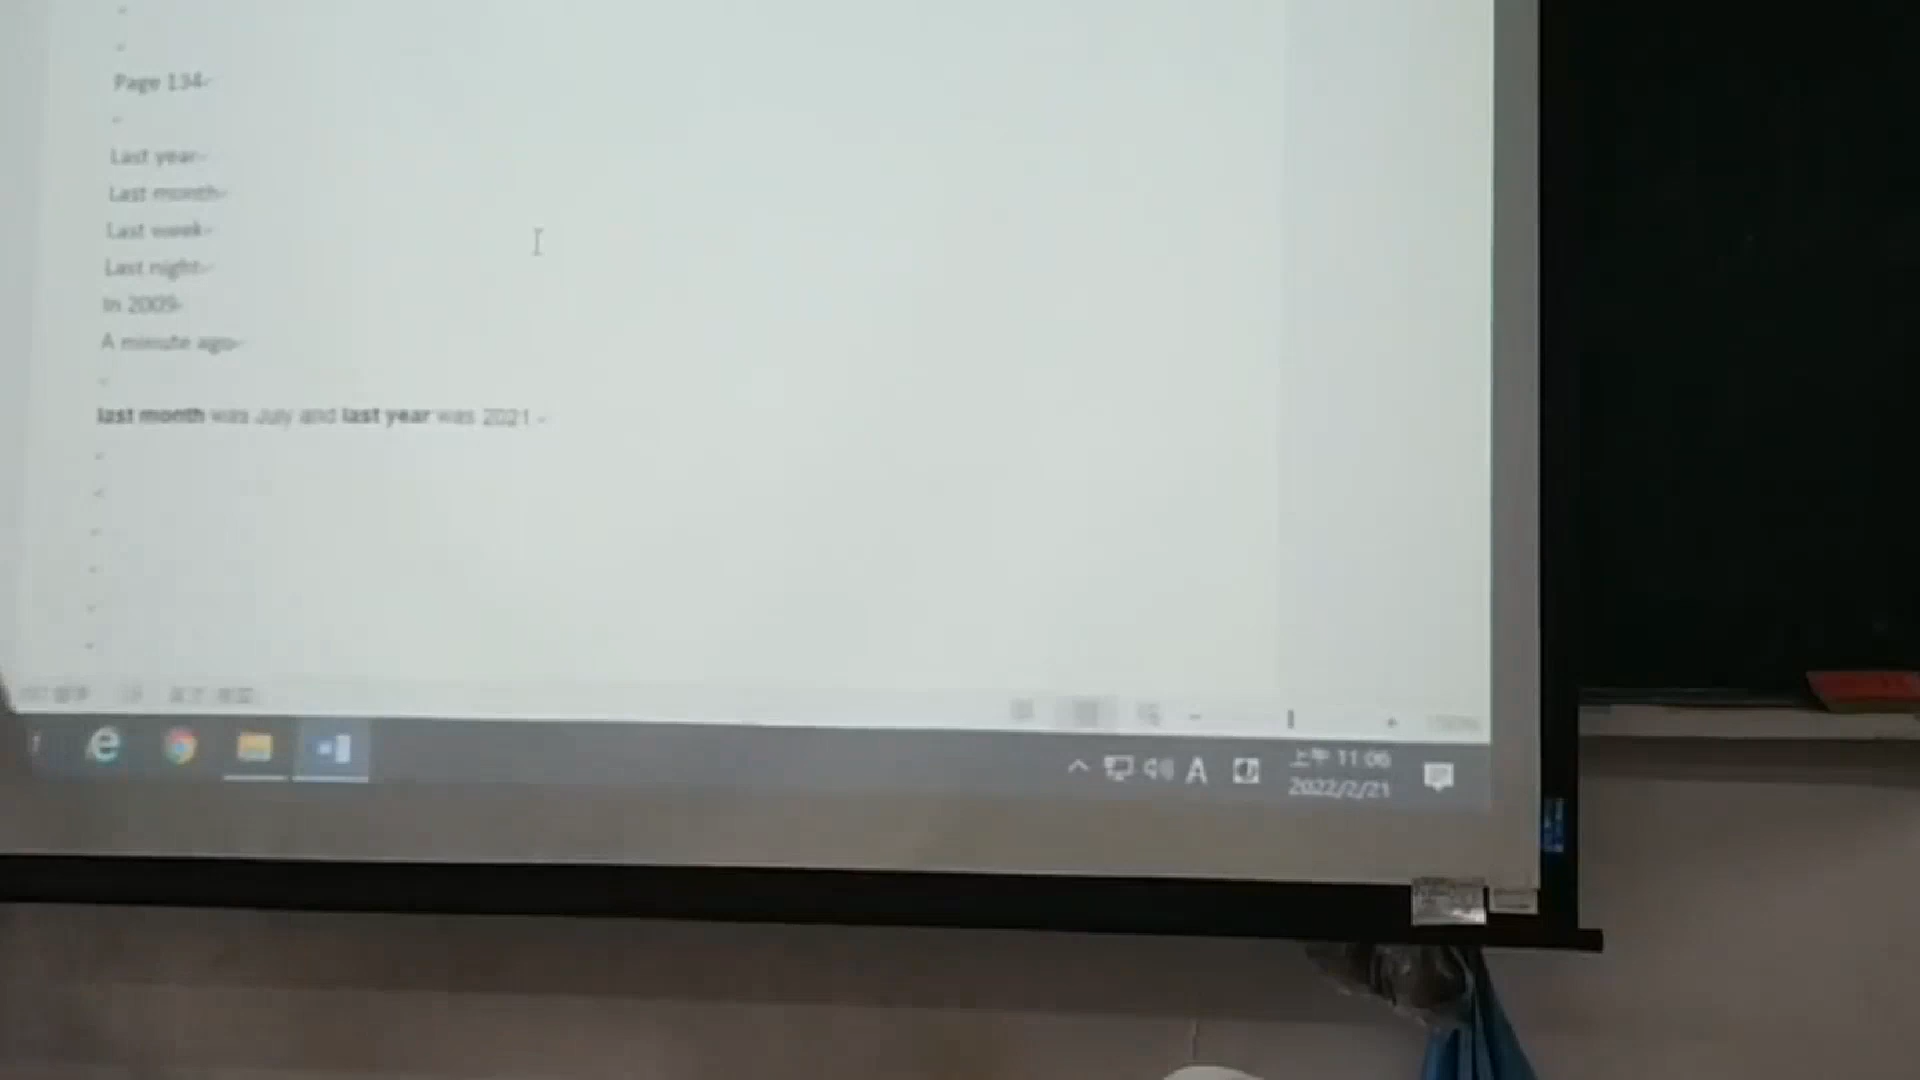 Page 134
Last year
Last month
Last week
Last night
In 2009
A minute ago
last month was July and last year was 2021
A
上午 11:06
2022/2/21